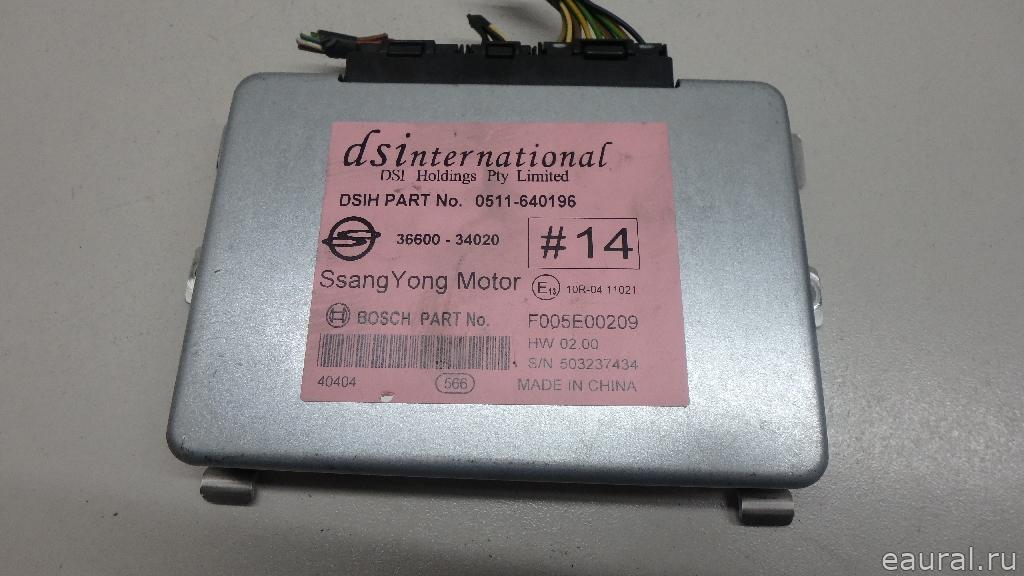 dsinternational
DSI Holdings Pty Limited
DSIH PART No. 0511-640196
36600 - 34020
#14
SsangYong Motor
E13 10R-04 11021
BOSCH PART No. F005E00209
HW 02.00
S/N 503237434
40404 566 MADE IN CHINA
eaural.ru